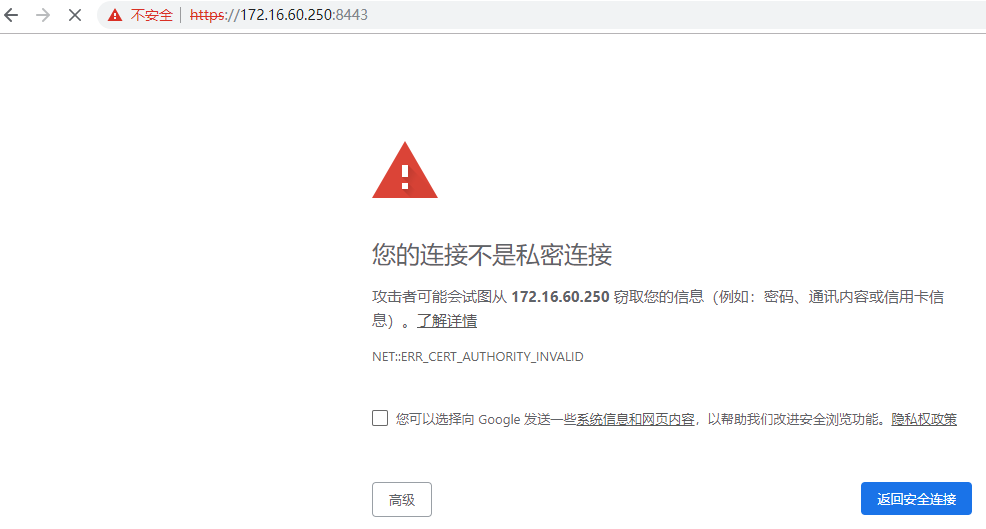 不安全 | https://172.16.60.250:8443
您的连接不是私密连接
攻击者可能会试图从 172.16.60.250 窃取您的信息（例如：密码、通讯内容或信用卡信
息）。了解详情
NET::ERR_CERT_AUTHORITY_INVALID
您可以选择向 Google 发送一些系统信息和网页内容，以帮助我们改进安全浏览功能。隐私权政策
高级
返回安全连接